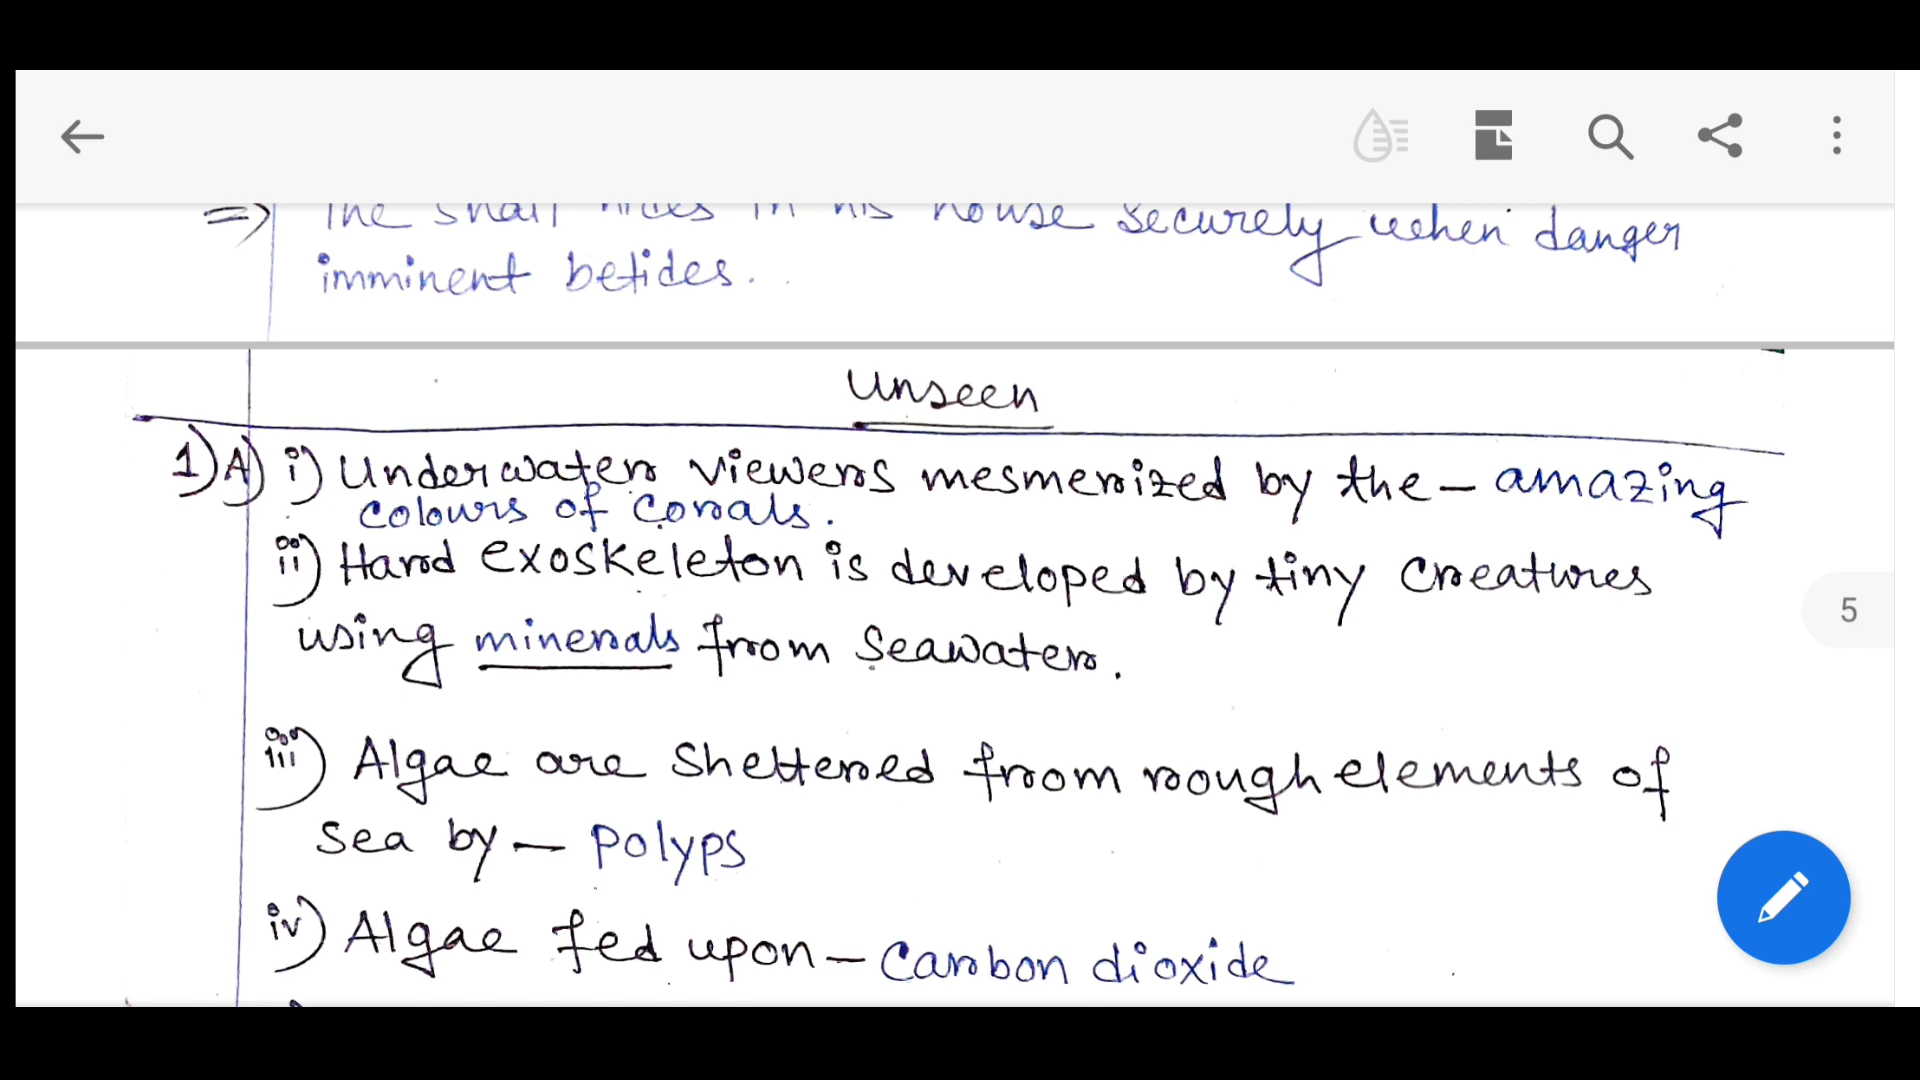 => The snail hides in his house securely when danger
imminent betides.
Unseen
1) A) i) Underwater viewers mesmerized by the - amazing
colours of corals.
ii) Hard exoskeleton is developed by tiny creatures
using minerals from seawater.
5
iii) Algae are sheltered from rough elements of
sea by - polyps
iv) Algae fed upon - Carbon dioxide